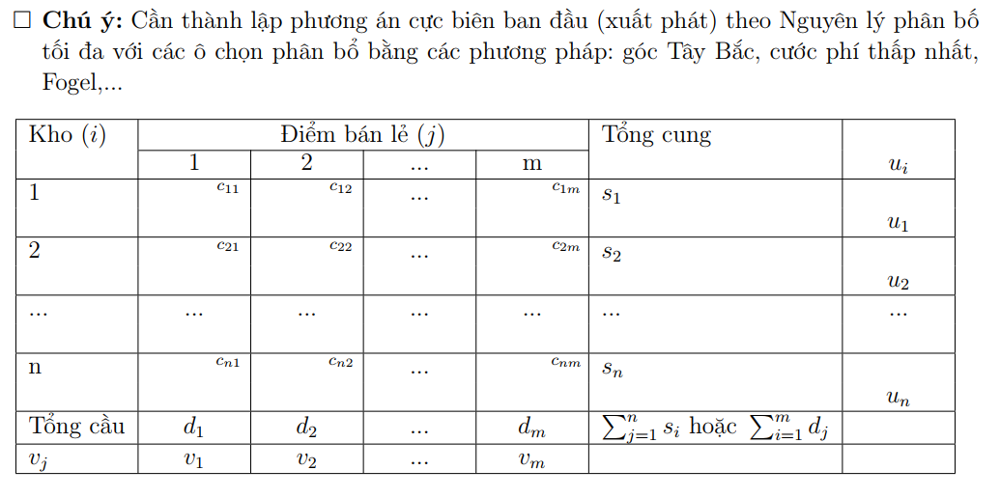 □ Chú ý: Cần thành lập phương án cực biên ban đầu (xuất phát) theo Nguyên lý phân bố
tối đa với các ô chọn phân bổ bằng các phương pháp: góc Tây Bắc, cước phí thấp nhất,
Fogel,...
Kho (i) Điểm bán lẻ (j) Tổng cung
1 2 ... m u_i
1 c_{11} c_{12} ... c_{1m} s_1
u_1
2 c_{21} c_{22} ... c_{2m} s_2
u_2
... ... ... ... ... ... ...
n c_{n1} c_{n2} ... c_{nm} s_n
u_n
Tổng cầu d_1 d_2 ... d_m \sum_{j=1}^{n} s_i hoặc \sum_{i=1}^{m} d_j
v_j v_1 v_2 ... v_m